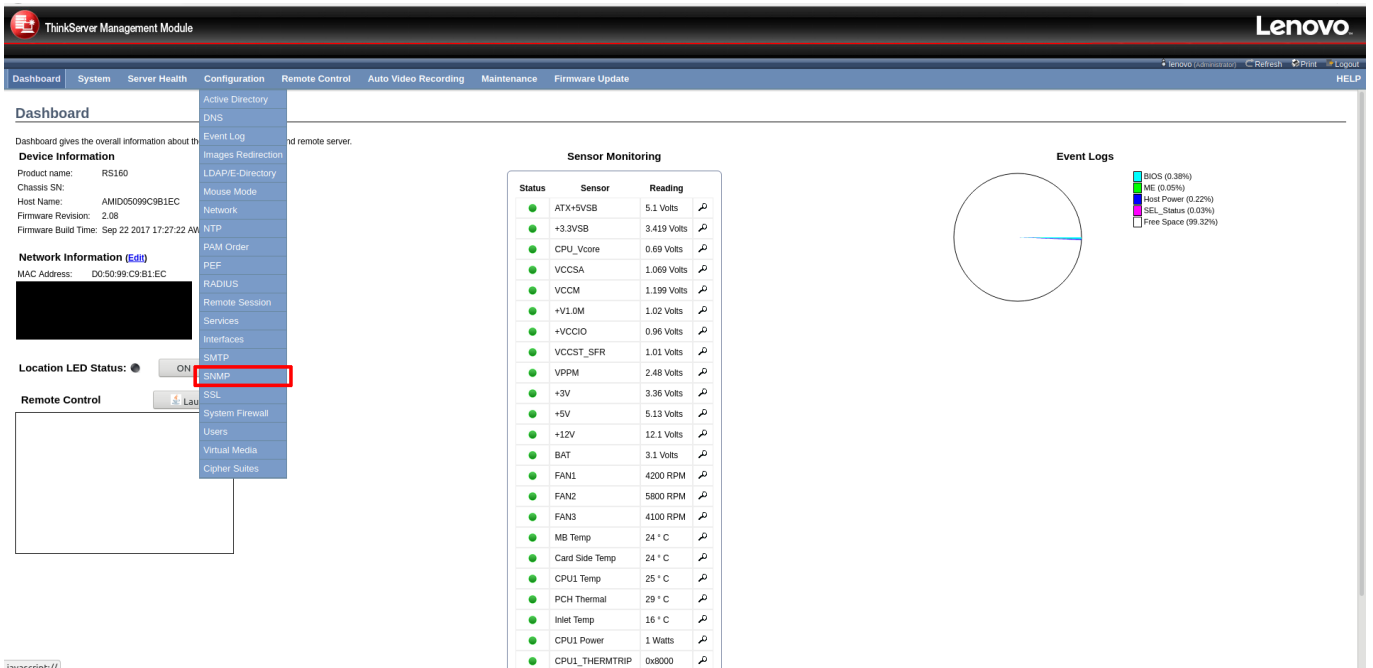 ThinkServer Management Module
Lenovo.
lenovo (Administrator) Refresh Print Logout
Dashboard System Server Health Configuration Remote Control Auto Video Recording Maintenance Firmware Update HELP
Active Directory
DNS
Event Log
Images Redirection
LDAP/E-Directory
Mouse Mode
Network
NTP
PAM Order
PEF
RADIUS
Remote Session
Services
Interfaces
SMTP
SNMP
SSL
System Firewall
Users
Virtual Media
Cipher Suites
Dashboard
Dashboard gives the overall information about th nd remote server.
Device Information
Product name: RS160
Chassis SN:
Host Name: AMID05099C9B1EC
Firmware Revision: 2.08
Firmware Build Time: Sep 22 2017 17:27:22 AW
Network Information (Edit)
MAC Address: D0:50:99:C9:B1:EC
Location LED Status: ON
Remote Control Lau
Sensor Monitoring
Status Sensor Reading
ATX+5VSB 5.1 Volts
+3.3VSB 3.419 Volts
CPU_Vcore 0.69 Volts
VCCSA 1.069 Volts
VCCM 1.199 Volts
+V1.0M 1.02 Volts
+VCCIO 0.96 Volts
VCCST_SFR 1.01 Volts
VPPM 2.48 Volts
+3V 3.36 Volts
+5V 5.13 Volts
+12V 12.1 Volts
BAT 3.1 Volts
FAN1 4200 RPM
FAN2 5800 RPM
FAN3 4100 RPM
MB Temp 24 ° C
Card Side Temp 24 ° C
CPU1 Temp 25 ° C
PCH Thermal 29 ° C
Inlet Temp 16 ° C
CPU1 Power 1 Watts
CPU1_THERMTRIP 0x8000
Event Logs
BIOS (0.38%)
ME (0.05%)
Host Power (0.22%)
SEL_Status (0.03%)
Free Space (99.32%)
javascript://